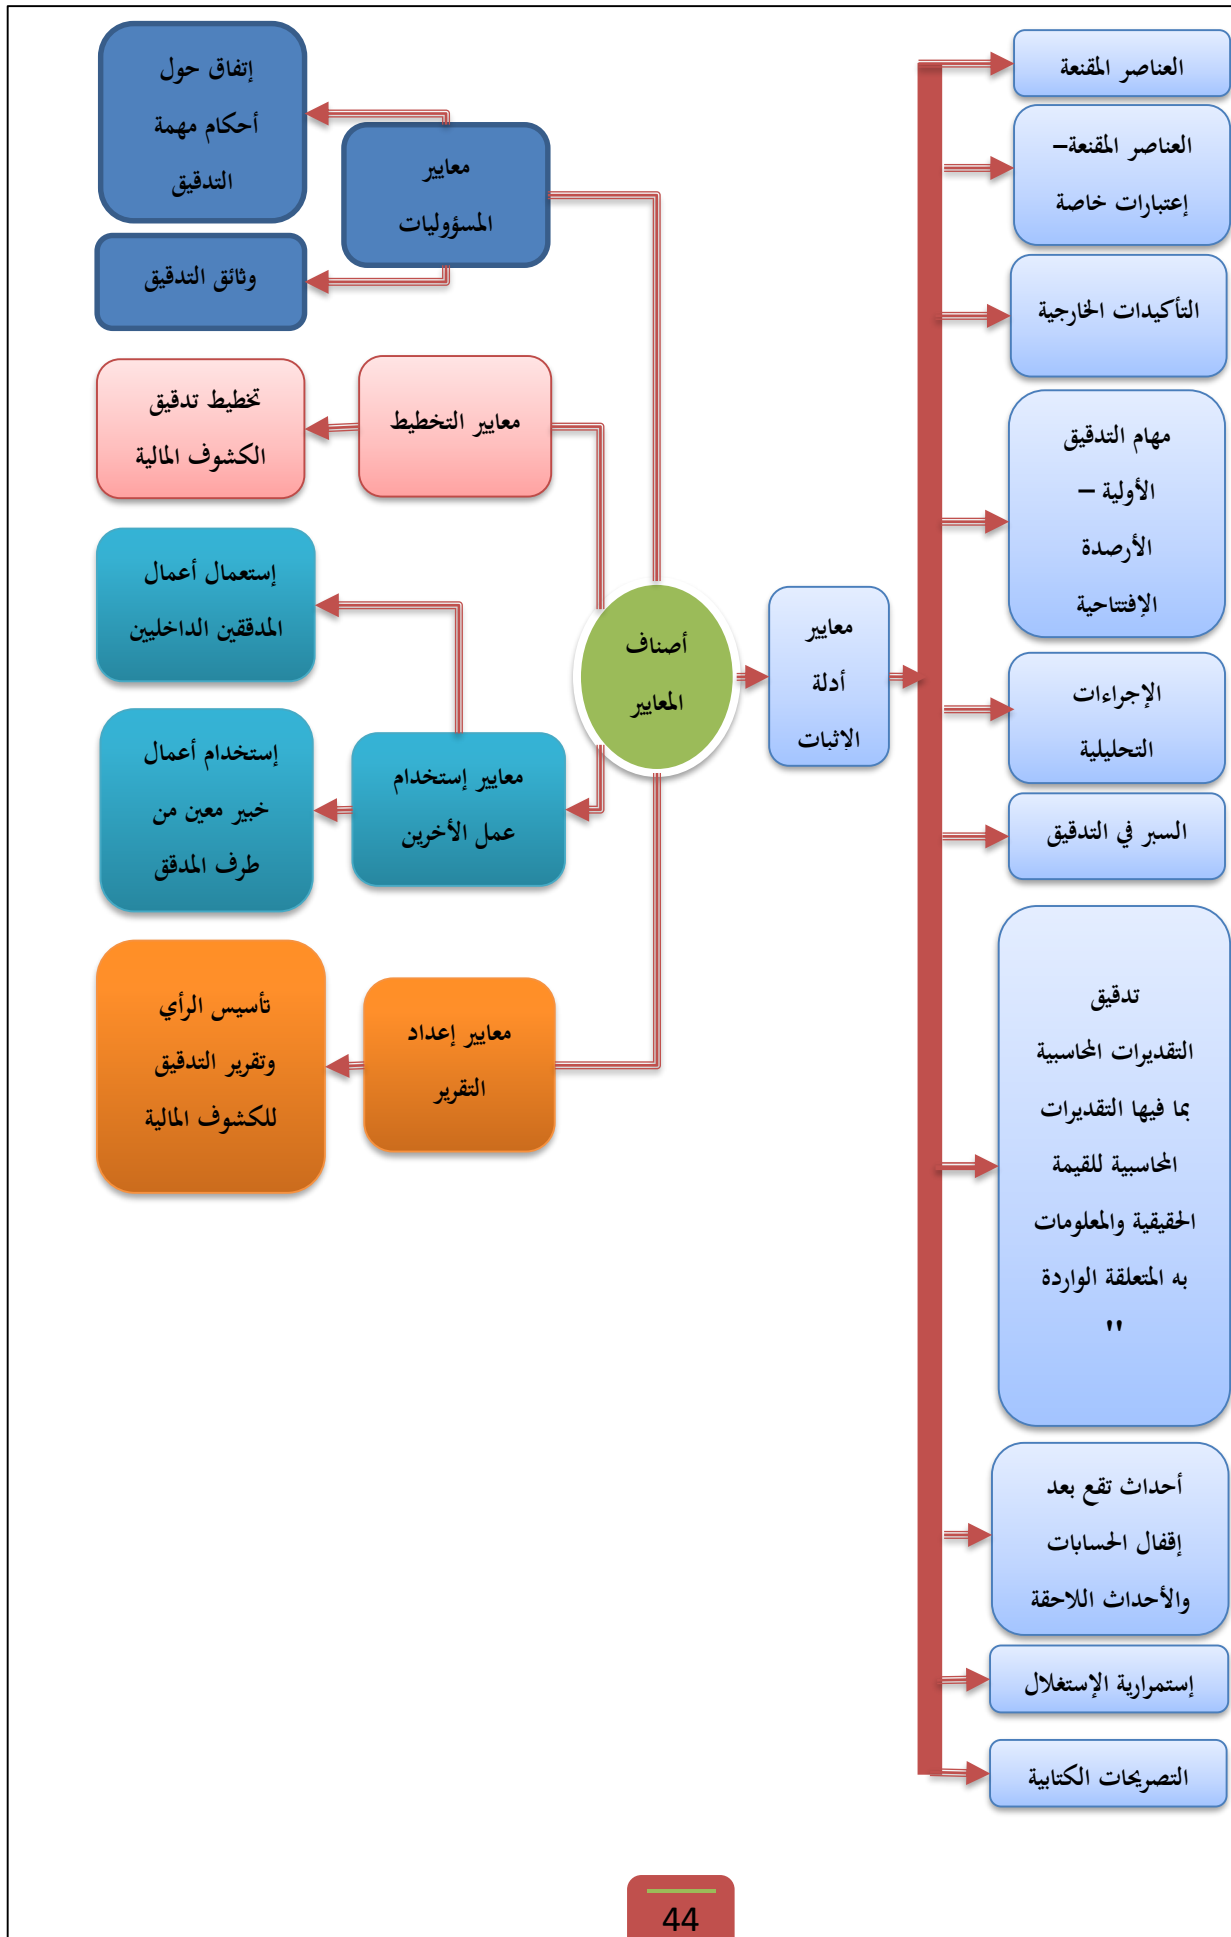 العناصر المقنعة
العناصر المقنعة–
إعتبارات خاصة
التأكيدات الخارجية
مهام التدقيق
الأولية –
الأرصدة
الإفتتاحية
الإجراءات
التحليلية
السبر في التدقيق
تدقيق
التقديرات المحاسبية
بما فيها التقديرات
المحاسبية للقيمة
الحقيقية والمعلومات
به المتعلقة الواردة
"
أحداث تقع بعد
إقفال الحسابات
والأحداث اللاحقة
إستمرارية الإستغلال
التصريحات الكتابية
معايير
أدلة
الإثبات
أصناف
المعايير
معايير
المسؤوليات
إتفاق حول
أحكام مهمة
التدقيق
وثائق التدقيق
معايير التخطيط
تخطيط تدقيق
الكشوف المالية
معايير إستخدام
عمل الأخرين
إستعمال أعمال
المدققين الداخليين
إستخدام أعمال
خبير معين من
طرف المدقق
معايير إعداد
التقرير
تأسيس الرأي
وتقرير التدقيق
للكشوف المالية
44